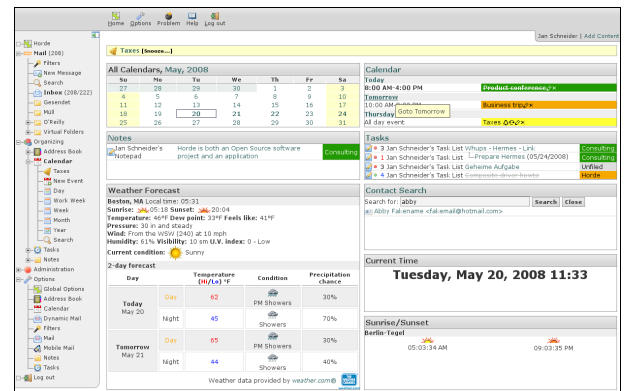 Home Options Problem Help Log out
Jan Schneider | Add Content
Horde
Mail (208)
Filters
New Message
Search
Inbox (208/222)
Gesendet
Müll
O'Reilly
Virtual Folders
Organizing
Address Book
Calendar
Taxes
New Event
Day
Work Week
Week
Month
Year
Search
Tasks
Notes
Administration
Options
Global Options
Address Book
Calendar
Dynamic Mail
Filters
Mail
Mobile Mail
Notes
Tasks
Log out
Taxes [Snooze...]
All Calendars, May, 2008
Su Mo Tu We Th Fr Sa
27 28 29 30 1 2 3
4 5 6 7 8 9 10
11 12 13 14 15 16 17
18 19 20 21 22 23 24
25 26 27 28 29 30 31
Notes
Jan Schneider's Notepad
Horde is both an Open Source software project and an application
Consulting
Weather Forecast
Boston, MA Local time: 05:31
Sunrise: 05:18 Sunset: 20:04
Temperature: 46°F Dew point: 33°F Feels like: 41°F
Pressure: 30 in and steady
Wind: From the WSW (240) at 10 mph
Humidity: 61% Visibility: 10 sm U.V. index: 0 - Low
Current condition: Sunny
2-day forecast
Day Temperature (Hi/Lo) °F Condition Precipitation chance
Today May 20
Day 62 PM Showers 30%
Night 45 Showers 70%
Tomorrow May 21
Day 65 PM Showers 30%
Night 44 Showers 40%
Weather data provided by weather.com®
Calendar
Today
8:00 AM-4:00 PM Product conference
Tomorrow
10:00 AM Business trip
Goto Tomorrow
Thursday
All day event Taxes
Tasks
3 Jan Schneider's Task List Whups - Hermes - Link Consulting
1 Jan Schneider's Task List Prepare Hermes (05/24/2008) Consulting
3 Jan Schneider's Task List Geheime Aufgabe Unfiled
4 Jan Schneider's Task List Composite driver howto Horde
Contact Search
Search for: abby Search Close
Abby Fakename <fakemail@hotmail.com>
Current Time
Tuesday, May 20, 2008 11:33
Sunrise/Sunset
Berlin-Tegel
05:03:34 AM 09:03:35 PM